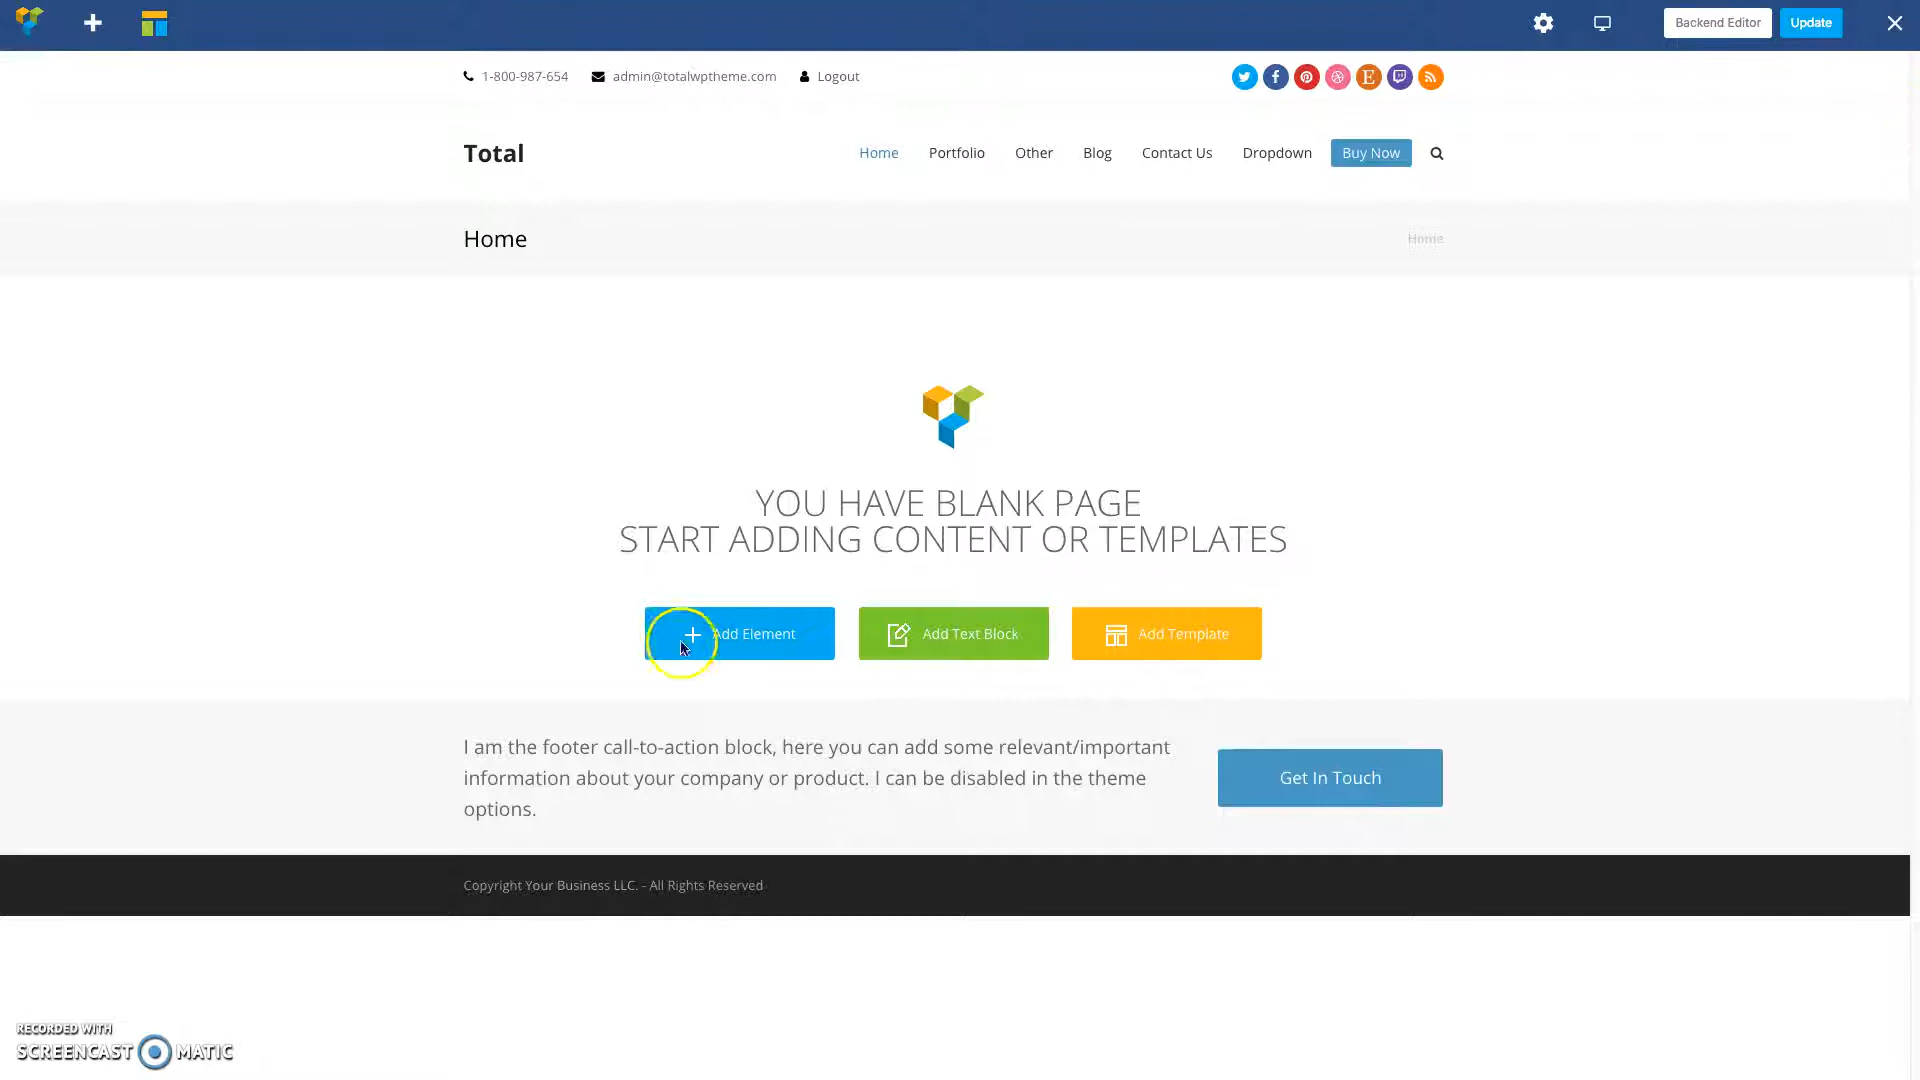 Backend Editor
Update
1-800-987-654
admin@totalwptheme.com
Logout
Total
Home
Portfolio
Other
Blog
Contact Us
Dropdown
Buy Now
Home
Home
YOU HAVE BLANK PAGE
START ADDING CONTENT OR TEMPLATES
Add Element
Add Text Block
Add Template
I am the footer call-to-action block, here you can add some relevant/important
information about your company or product. I can be disabled in the theme
options.
Get In Touch
Copyright Your Business LLC. - All Rights Reserved
RECORDED WITH
SCREENCAST MATIC